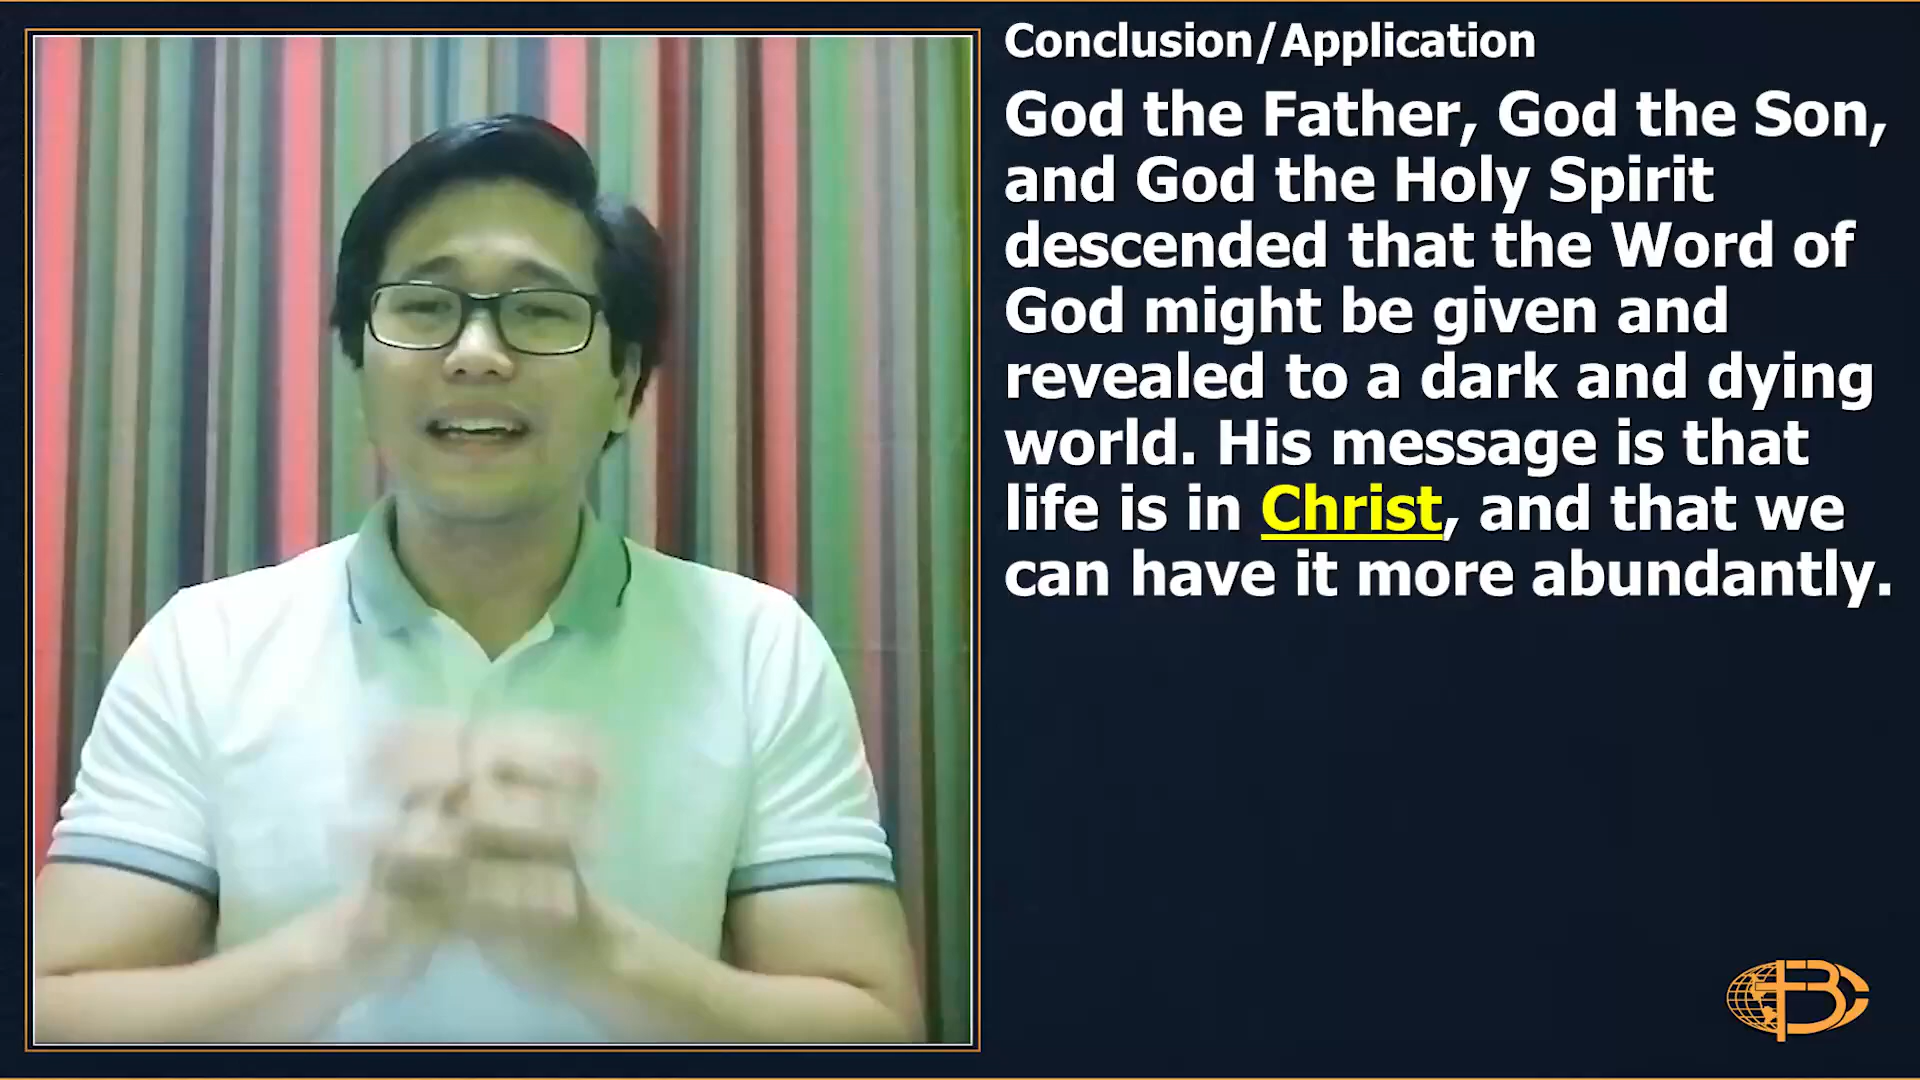 Conclusion/Application
God the Father, God the Son,
and God the Holy Spirit
descended that the Word of
God might be given and
revealed to a dark and dying
world. His message is that
life is in Christ, and that we
can have it more abundantly.